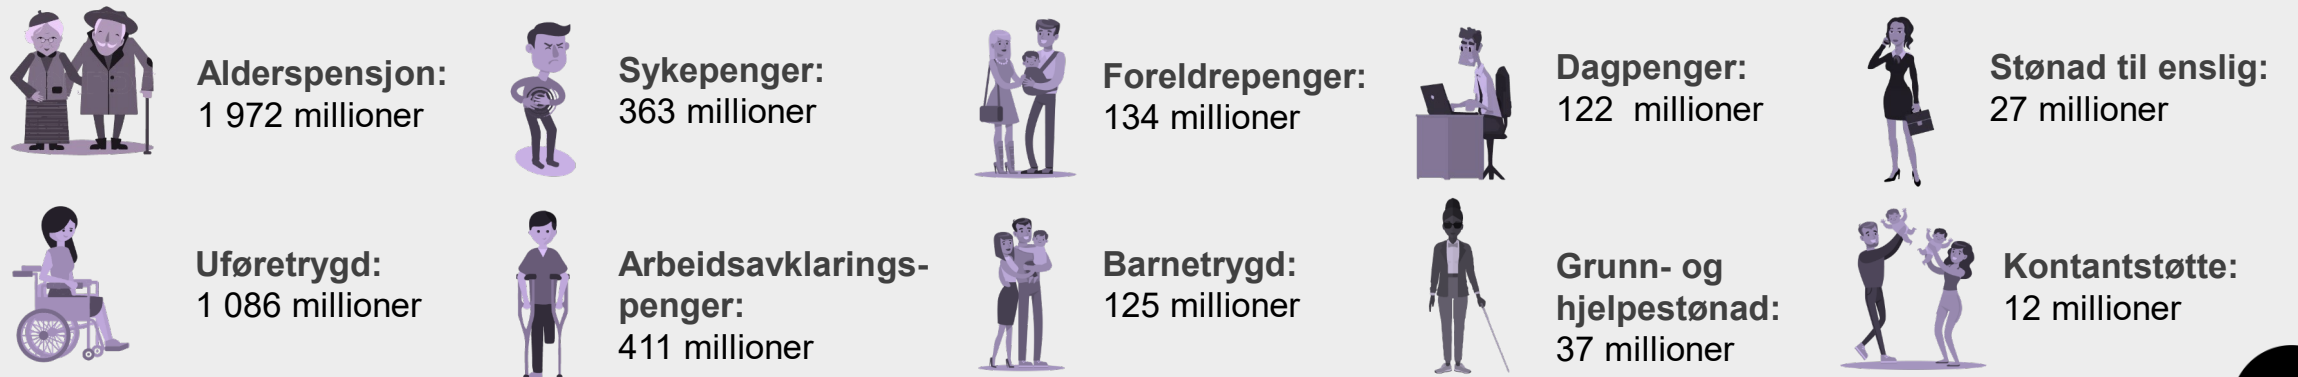 Alderspensjon:
1 972 millioner
Sykepenger:
363 millioner
Foreldrepenger:
134 millioner
Dagpenger:
122  millioner
Stønad til enslig:
27 millioner
Uføretrygd:
1 086 millioner
Arbeidsavklarings-
penger:
411 millioner
Barnetrygd:
125 millioner
Grunn- og
hjelpestønad:
37 millioner
Kontantstøtte:
12 millioner